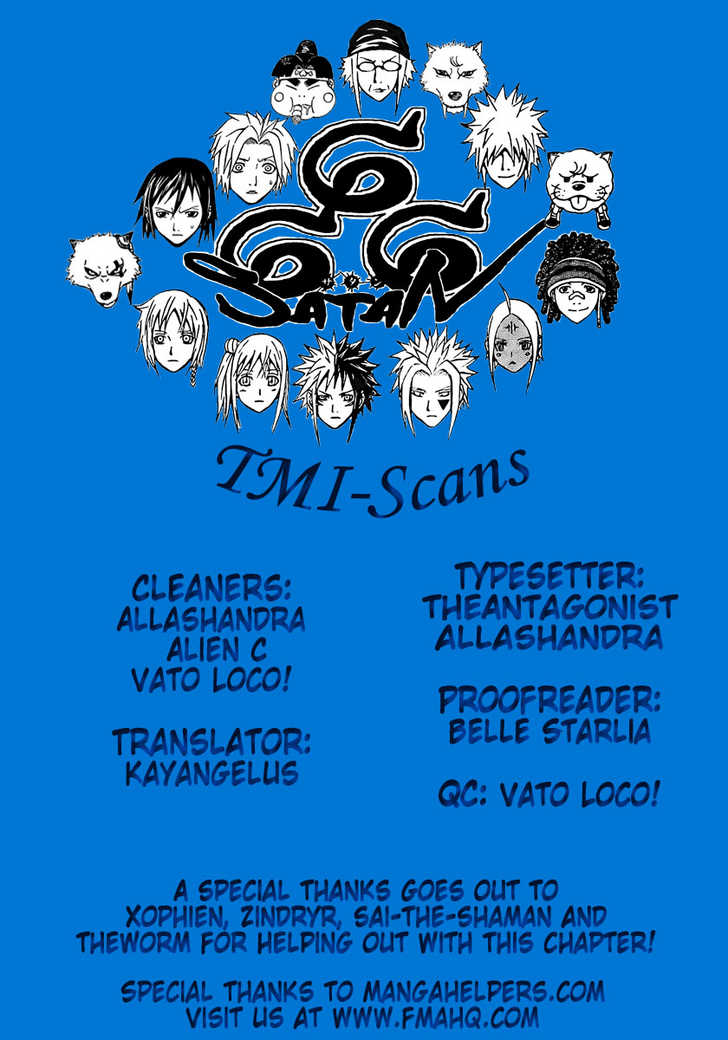 666
SATAN
TMI-Scans
CLEANERS:
ALLASHANDRA
ALIEN C
VATO LOCO!
TRANSLATOR:
KAYANGELUS
TYPESETTER:
THEANTAGONIST
ALLASHANDRA
PROOFREADER:
BELLE STARLIA
QC: VATO LOCO!
A SPECIAL THANKS GOES OUT TO
XOPHIEN, ZINDRYR, SAI-THE-SHAMAN AND
THEWORM FOR HELPING OUT WITH THIS CHAPTER!
SPECIAL THANKS TO MANGAHELPERS.COM
VISIT US AT WWW.FMAHQ.COM